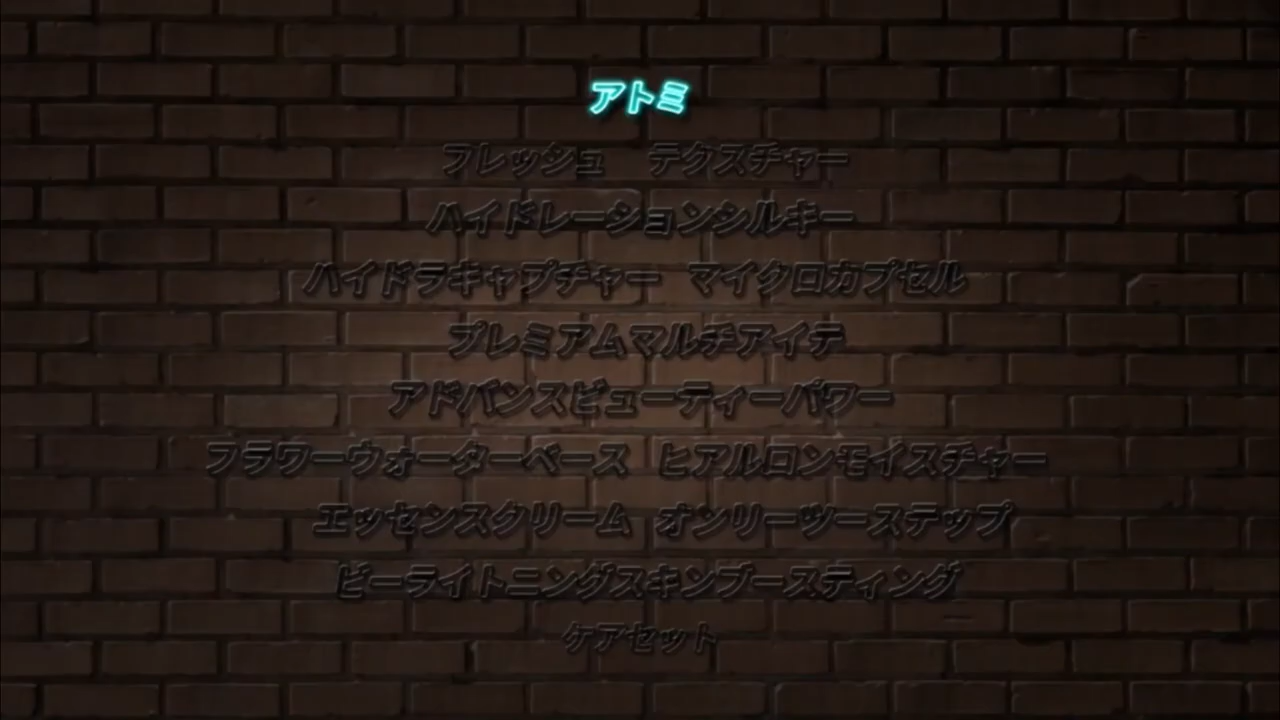 アトミ
フレッシュ　テクスチャー
ハイドレーションシルキー
ハイドラキャプチャー　マイクロカプセル
プレミアムマルチアイテ
アドバンスビューティーパワー
フラワーウォーターベース　ヒアルロンモイスチャー
エッセンスクリーム　オンリーツーステップ
ビーライトニングスキンブースティング
ケアセット